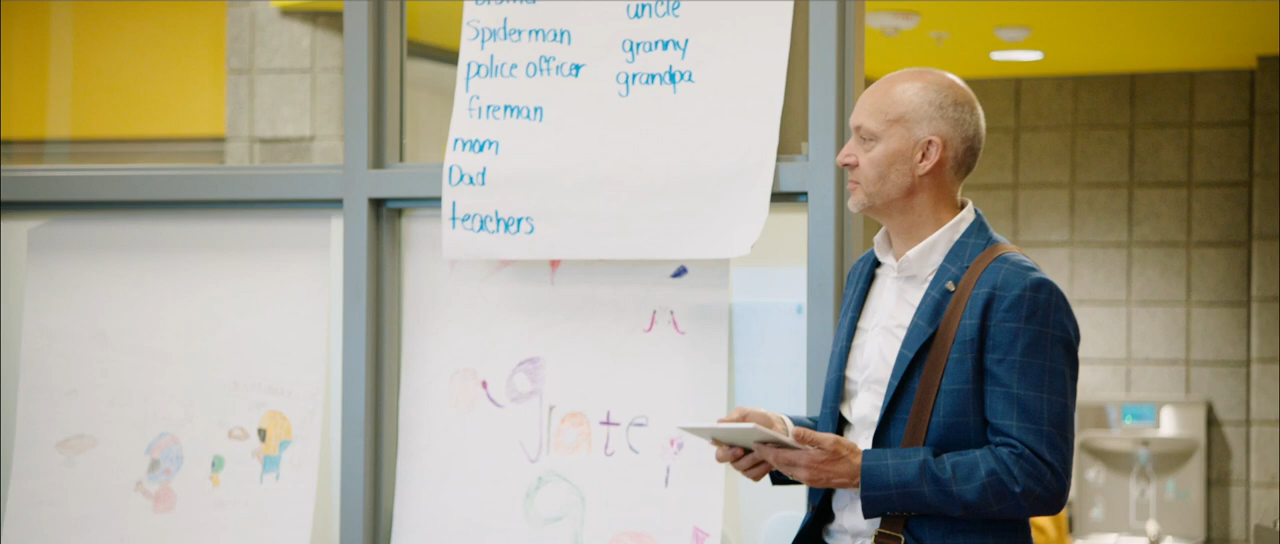 uncle
Spiderman
granny
police officer
grandpa
fireman
mom
Dad
teachers
grate